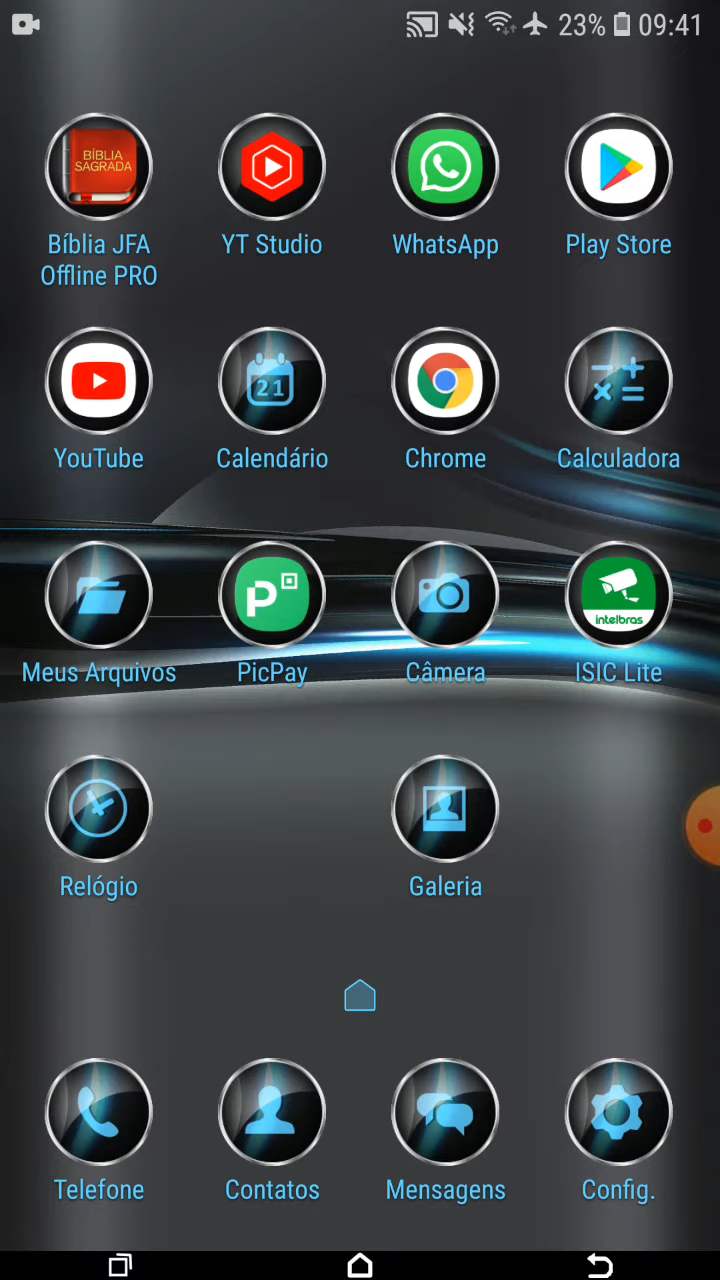 23% 09:41
BÍBLIA
SAGRADA
Bíblia JFA
Offline PRO
YT Studio
WhatsApp
Play Store
21
YouTube
Calendário
Chrome
Calculadora
intelbras
Meus Arquivos
PicPay
Câmera
ISIC Lite
Relógio
Galeria
Telefone
Contatos
Mensagens
Config.